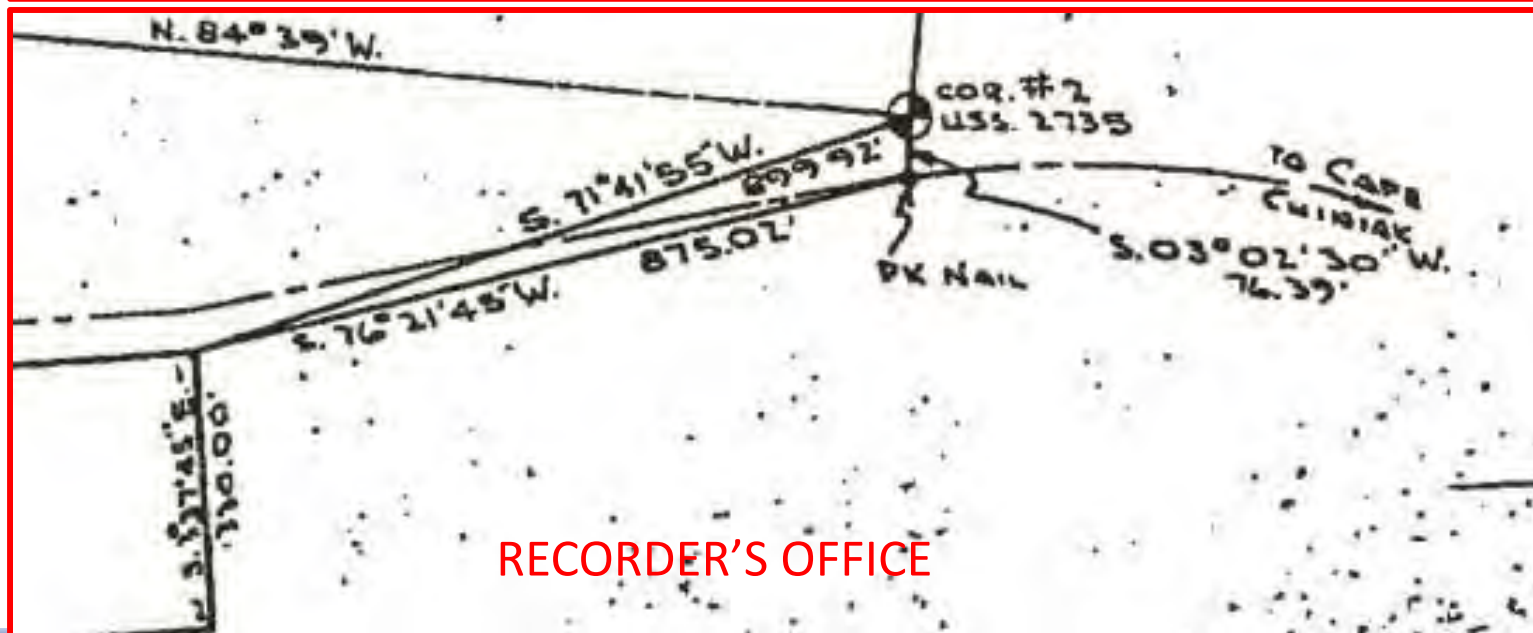 N. 84° 39' W.
COR. #2
USS. 2735
TO CAPE
CHINIAK
S. 71°41'55" W.
899.92'
S. 03° 02' 30" W.
76.39'
875.02'
PK NAIL
S. 76° 21' 45" W.
S. 3°37'45" E.
330.00'
RECORDER'S OFFICE